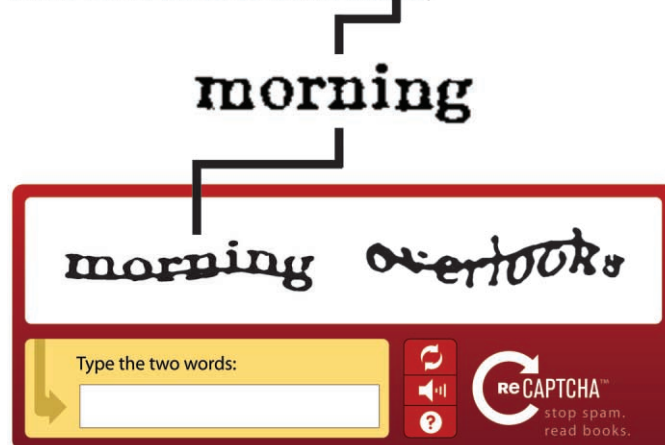 morning
morning overlooks
Type the two words:
ReCAPTCHA™
stop spam.
read books.